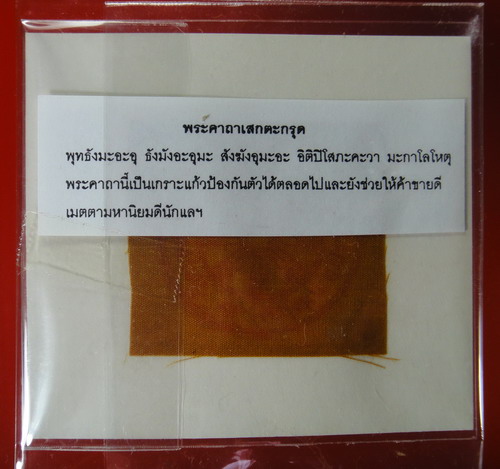 พระคาถาเสกตะกรุด
พุทธังมะอะอุ ธังมังอะอุมะ สังฆังอุมะอะ อิติปิโสภะคะวา มะกาโลโหตุ
พระคาถานี้เป็นเกราะแก้วป้องกันตัวได้ตลอดไปและยังช่วยให้ค้าขายดี
เมตตามหานิยมดีนักแลฯ